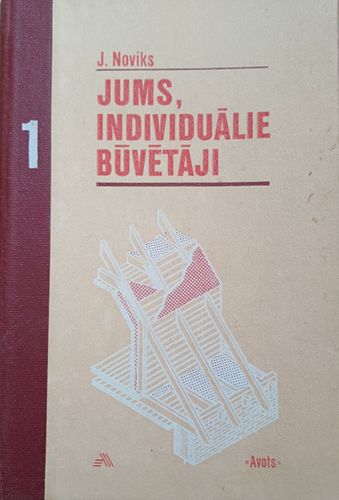 J. Noviks
JUMS,
INDIVIDUĀLIE
BŪVĒTĀJI
1
«Avots»